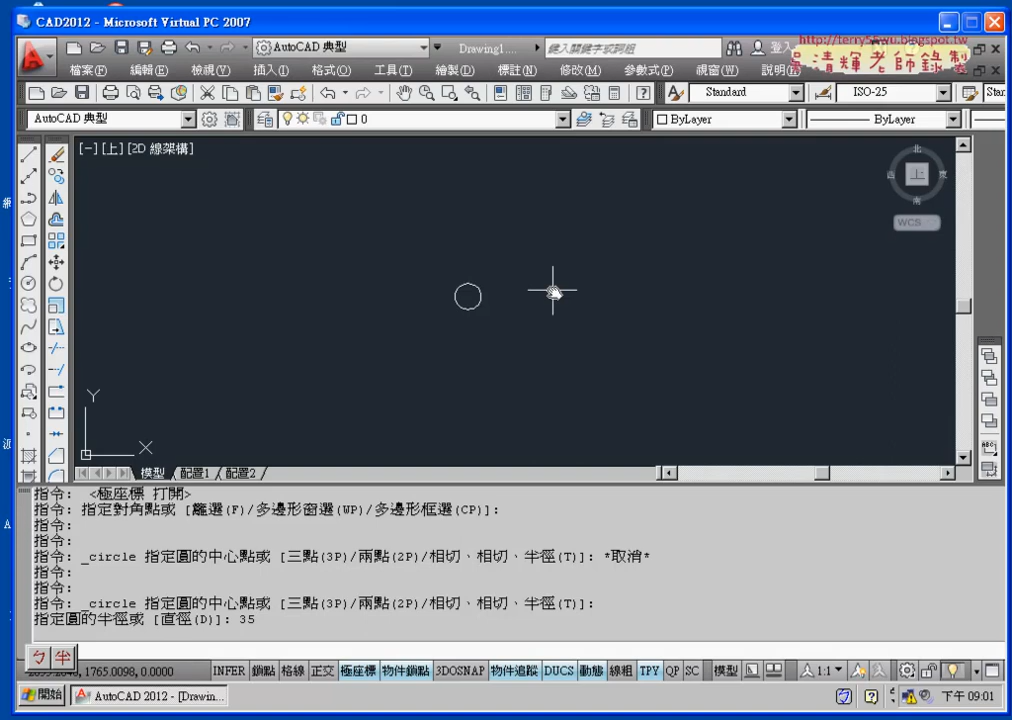 CAD2012 - Microsoft Virtual PC 2007
http://terry55wu.blogspot.tw
吳清輝老師錄製
AutoCAD 典型
Drawing1....
鍵入關鍵字或詞組
登入
檔案(F) 編輯(E) 檢視(V) 插入(I) 格式(O) 工具(T) 繪製(D) 標註(N) 修改(M) 參數式(P) 視窗(W) 說明(H)
Standard ISO-25 Stan
AutoCAD 典型 0 ByLayer ByLayer
[−] [上] [2D 線架構]
北
西 上 東
南
WCS
Y
X
模型 配置1 配置2
指令: <極座標 打開>
指令: 指定對角點或 [籬選(F)/多邊形窗選(WP)/多邊形框選(CP)]:
指令:
指令:
指令: _circle 指定圓的中心點或 [三點(3P)/兩點(2P)/相切、相切、半徑(T)]: *取消*
指令:
指令:
指令: _circle 指定圓的中心點或 [三點(3P)/兩點(2P)/相切、相切、半徑(T)]:
指定圓的半徑或 [直徑(D)]: 35
ㄅ 半
1765.0098, 0.0000 INFER 鎖點 格線 正交 極座標 物件鎖點 3DOSNAP 物件追蹤 DUCS 動態 線粗 TPY QP SC 模型 1:1
開始 AutoCAD 2012 - [Drawin... 下午 09:01